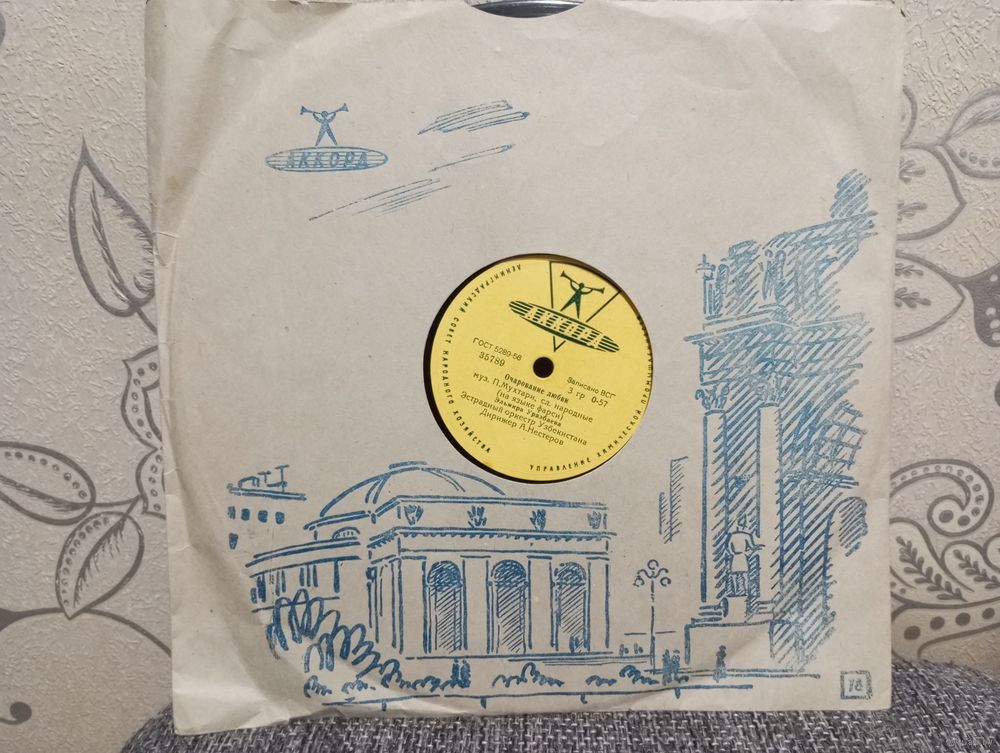 АККОРД
ЛЕНИНГРАДСКИЙ СОВЕТ НАРОДНОГО ХОЗЯЙСТВА
АККОРД
ГОСТ 5289-56
35789
Записано ВСГ
3 гр 0-57
Очарование любви
муз. П.Мухтари, сл. народные
(на языке фарси)
Эльмира Уразбаева
Эстрадный оркестр Узбекистана
Дирижер А.Нестеров
УПРАВЛЕНИЕ ХИМИЧЕСКОЙ ПРОМЫШЛЕННОСТИ
18